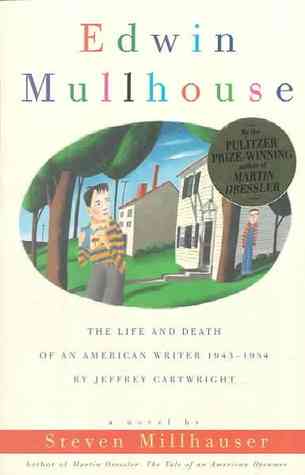 Edwin
Mullhouse
By the
PULITZER
PRIZE-WINNING
author of
MARTIN
DRESSLER
THE LIFE AND DEATH
OF AN AMERICAN WRITER 1943–1954
BY JEFFREY CARTWRIGHT
a novel by
Steven Millhauser
author of Martin Dressler: The Tale of an American Dreamer